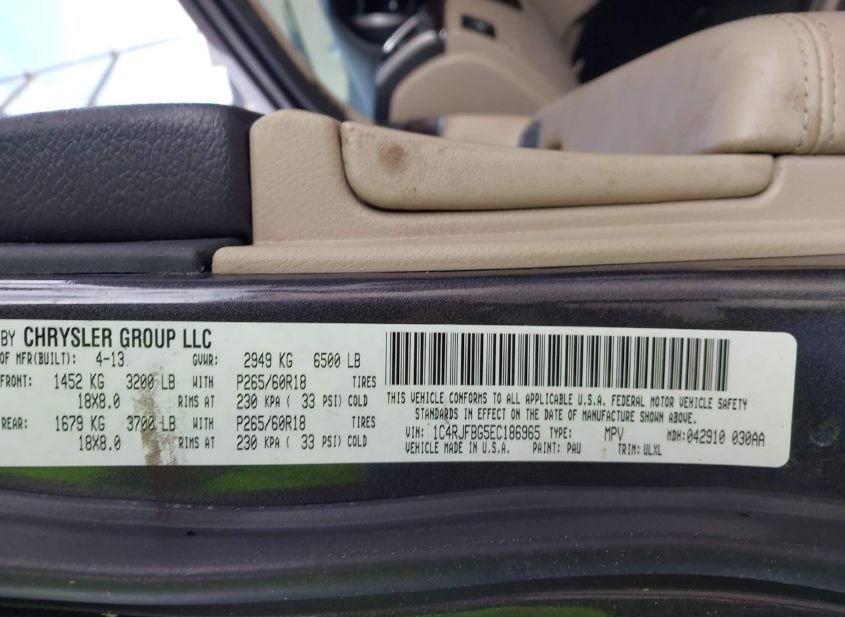 BY CHRYSLER GROUP LLC
OF MFR(BUILT): 4-13 GVWR: 2949 KG 6500 LB
FRONT: 1452 KG 3200 LB WITH P265/60R18 TIRES
18X8.0 RIMS AT 230 KPA ( 33 PSI) COLD
REAR: 1679 KG 3700 LB WITH P265/60R18 TIRES
18X8.0 RIMS AT 230 KPA ( 33 PSI) COLD
THIS VEHICLE CONFORMS TO ALL APPLICABLE U.S.A. FEDERAL MOTOR VEHICLE SAFETY
STANDARDS IN EFFECT ON THE DATE OF MANUFACTURE SHOWN ABOVE.
VIN: 1C4RJFBG5EC186965 TYPE: MPV MDH: 042910 030AA
VEHICLE MADE IN U.S.A. PAINT: PAU TRIM: ULXL